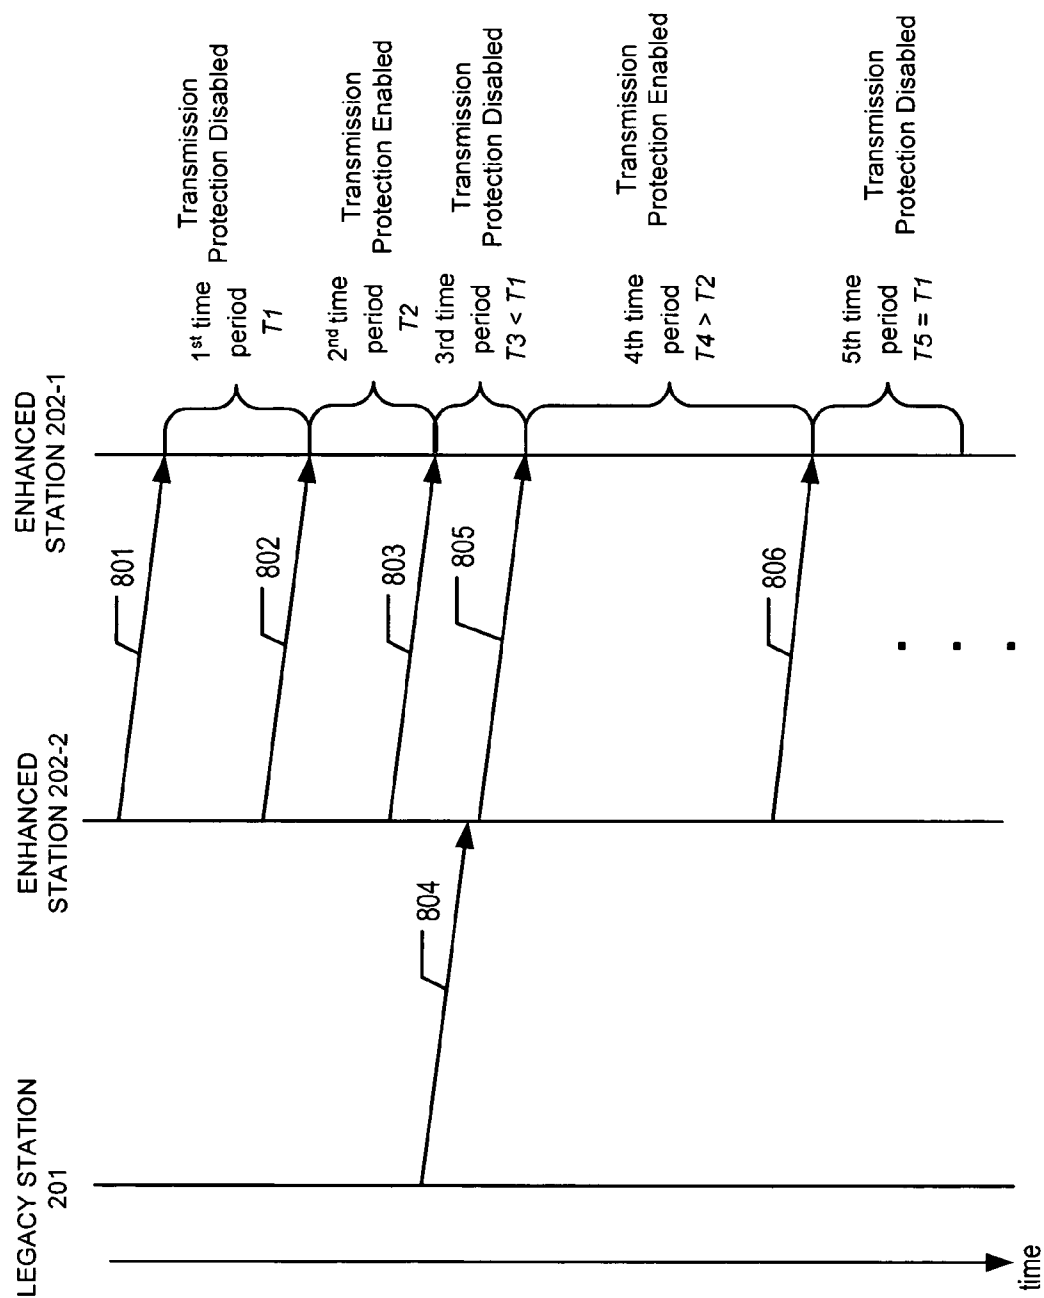 LEGACY STATION
201
ENHANCED
STATION 202-2
ENHANCED
STATION 202-1
801
802
803
804
805
806
1st time
period
T1
Transmission
Protection Disabled
2nd time
period
T2
Transmission
Protection Enabled
3rd time
period
T3 < T1
Transmission
Protection Disabled
4th time
period
T4 > T2
Transmission
Protection Enabled
5th time
period
T5 = T1
Transmission
Protection Disabled
time